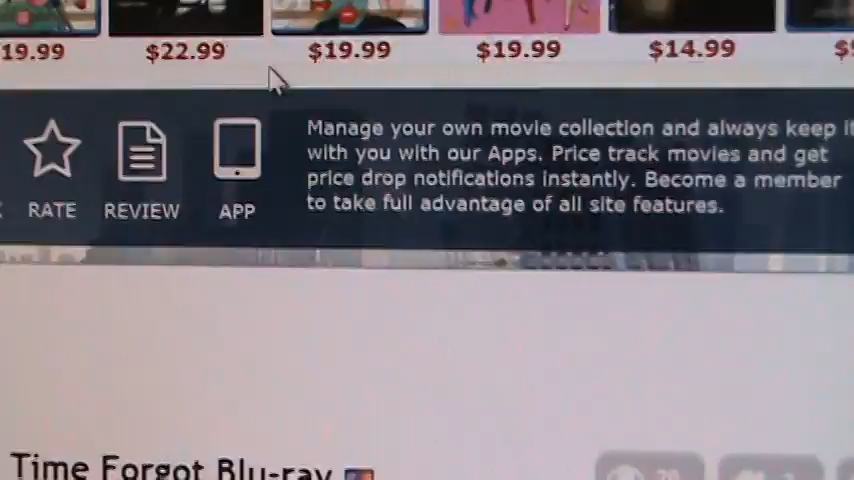 19.99 $22.99 $19.99 $19.99 $14.99
RATE REVIEW APP
Manage your own movie collection and always keep it
with you with our Apps. Price track movies and get
price drop notifications instantly. Become a member
to take full advantage of all site features.
Time Forgot Blu-ray